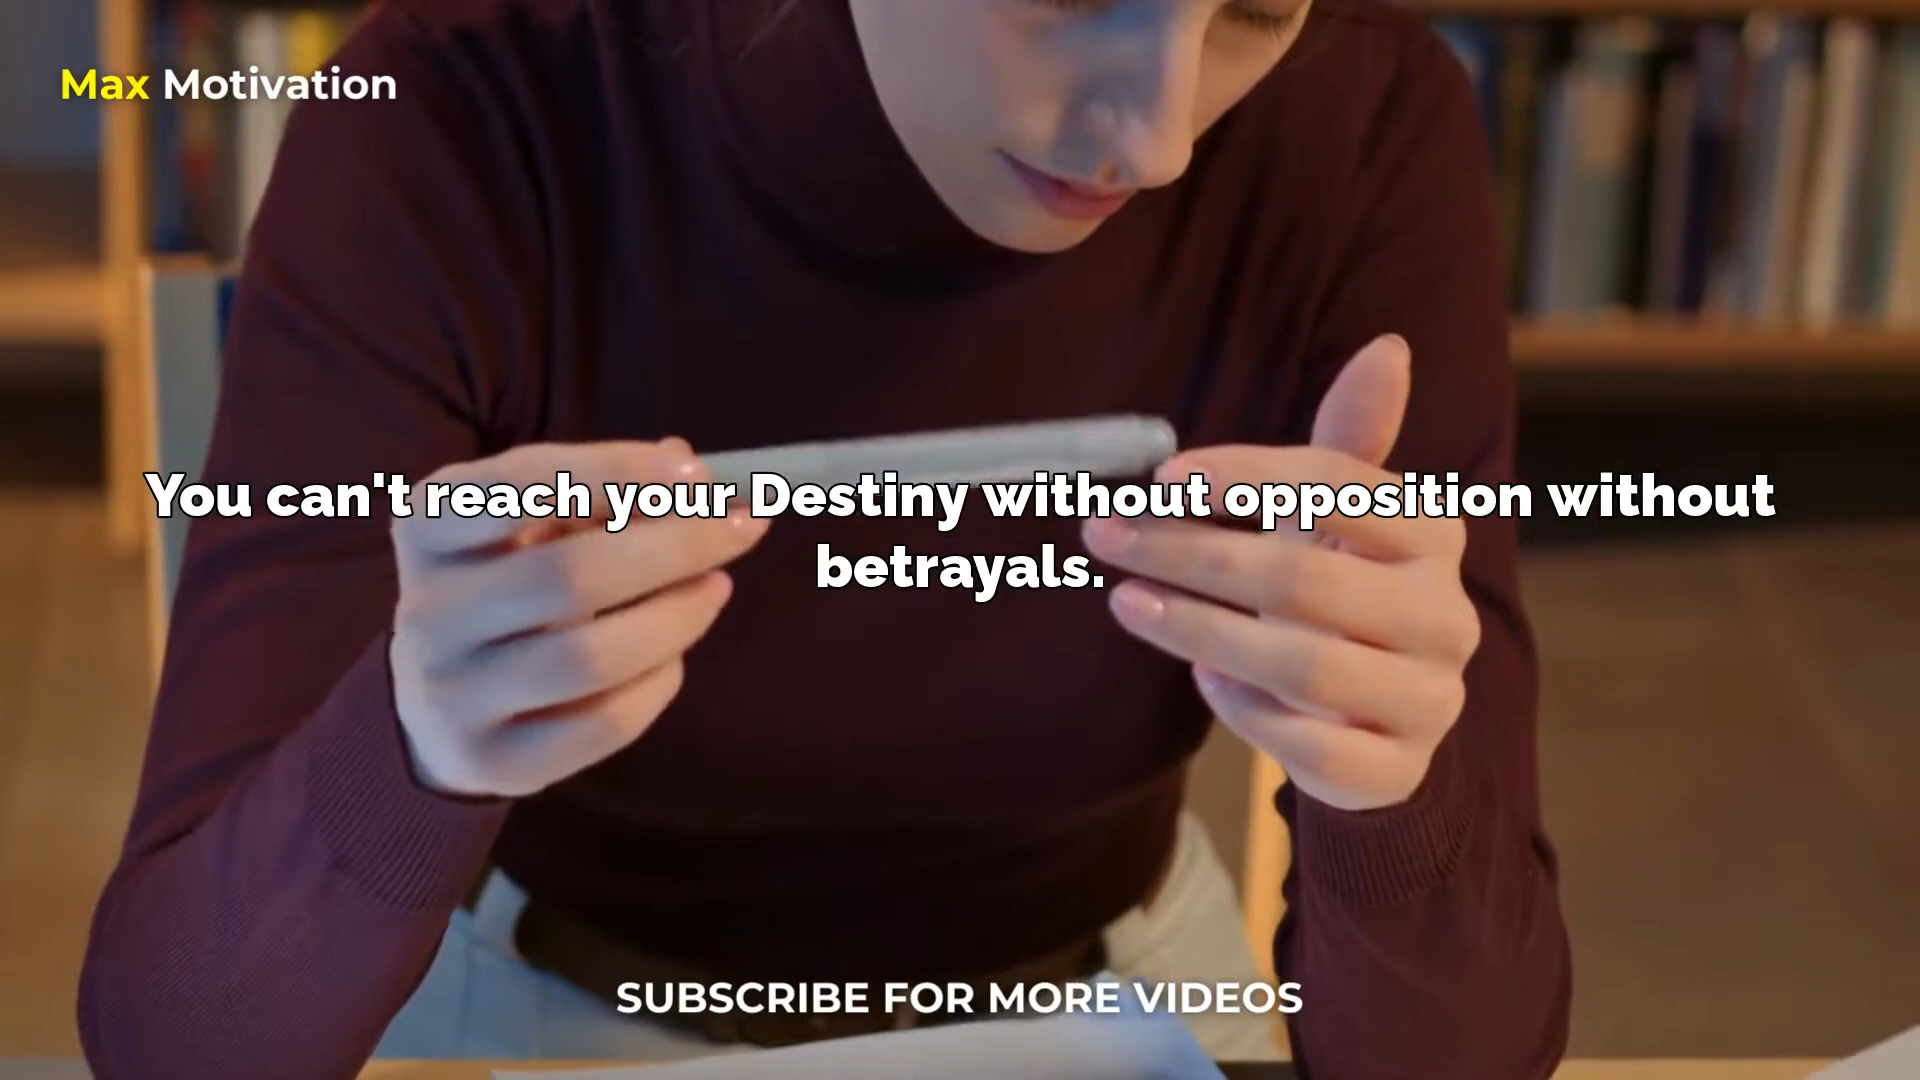 Max Motivation
You can't reach your Destiny without opposition without
betrayals.
SUBSCRIBE FOR MORE VIDEOS